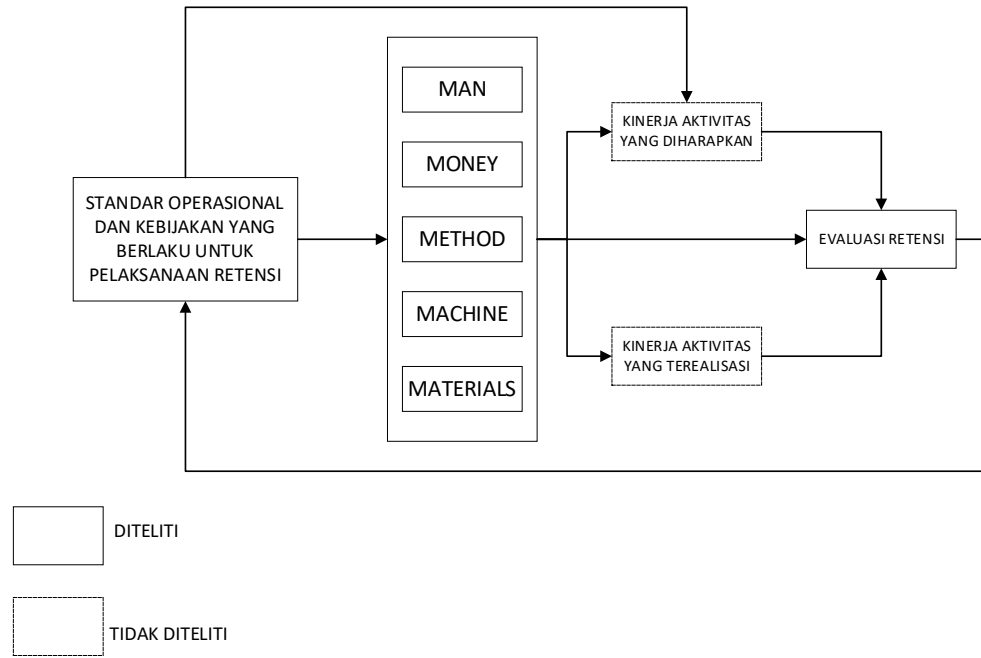 STANDAR OPERASIONAL
DAN KEBIJAKAN YANG
BERLAKU UNTUK
PELAKSANAAN RETENSI
MAN
MONEY
METHOD
MACHINE
MATERIALS
KINERJA AKTIVITAS
YANG DIHARAPKAN
EVALUASI RETENSI
KINERJA AKTIVITAS
YANG TEREALISASI
DITELITI
TIDAK DITELITI